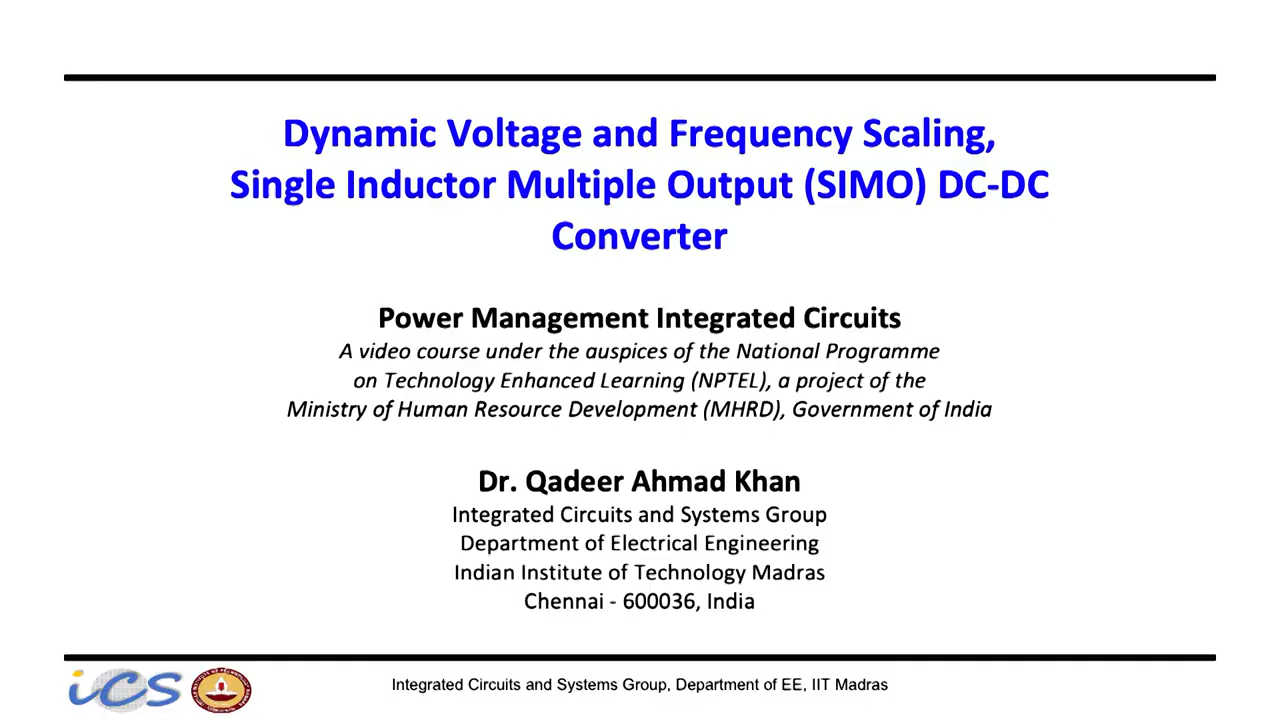 Dynamic Voltage and Frequency Scaling,
Single Inductor Multiple Output (SIMO) DC-DC
Converter
Power Management Integrated Circuits
A video course under the auspices of the National Programme
on Technology Enhanced Learning (NPTEL), a project of the
Ministry of Human Resource Development (MHRD), Government of India
Dr. Qadeer Ahmad Khan
Integrated Circuits and Systems Group
Department of Electrical Engineering
Indian Institute of Technology Madras
Chennai - 600036, India
iCS
Integrated Circuits and Systems Group, Department of EE, IIT Madras